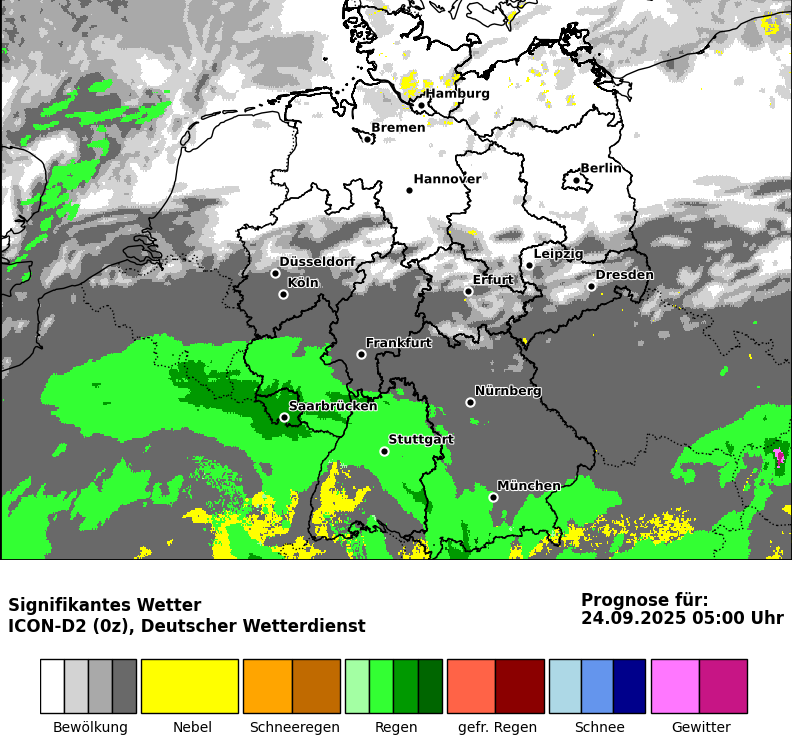 Hamburg
Bremen
Berlin
Hannover
Leipzig
Düsseldorf
Dresden
Köln
Erfurt
Frankfurt
Nürnberg
Saarbrücken
Stuttgart
München
Signifikantes Wetter
ICON-D2 (0z), Deutscher Wetterdienst
Prognose für:
24.09.2025 05:00 Uhr
Bewölkung
Nebel
Schneeregen
Regen
gefr. Regen
Schnee
Gewitter